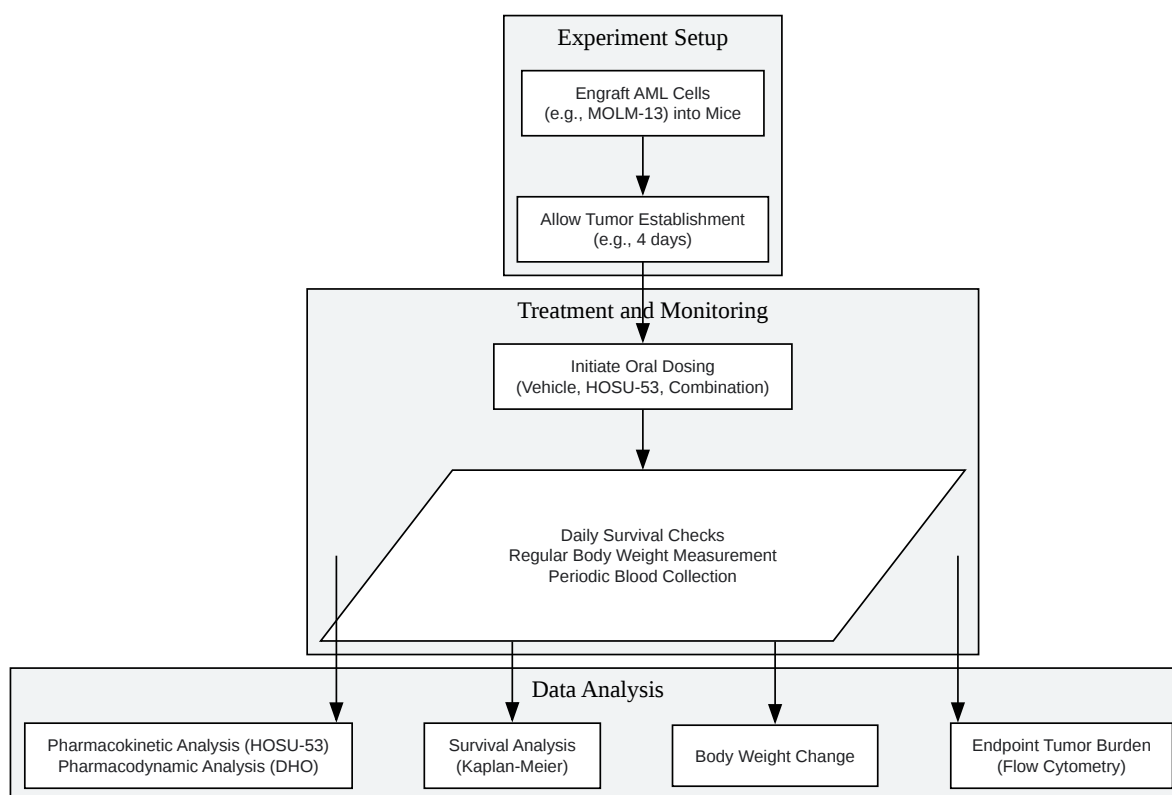 Experiment Setup
Engraft AML Cells
(e.g., MOLM-13) into Mice
Allow Tumor Establishment
(e.g., 4 days)
Treatment and Monitoring
Initiate Oral Dosing
(Vehicle, HOSU-53, Combination)
Daily Survival Checks
Regular Body Weight Measurement
Periodic Blood Collection
Data Analysis
Pharmacokinetic Analysis (HOSU-53)
Pharmacodynamic Analysis (DHO)
Survival Analysis
(Kaplan-Meier)
Body Weight Change
Endpoint Tumor Burden
(Flow Cytometry)